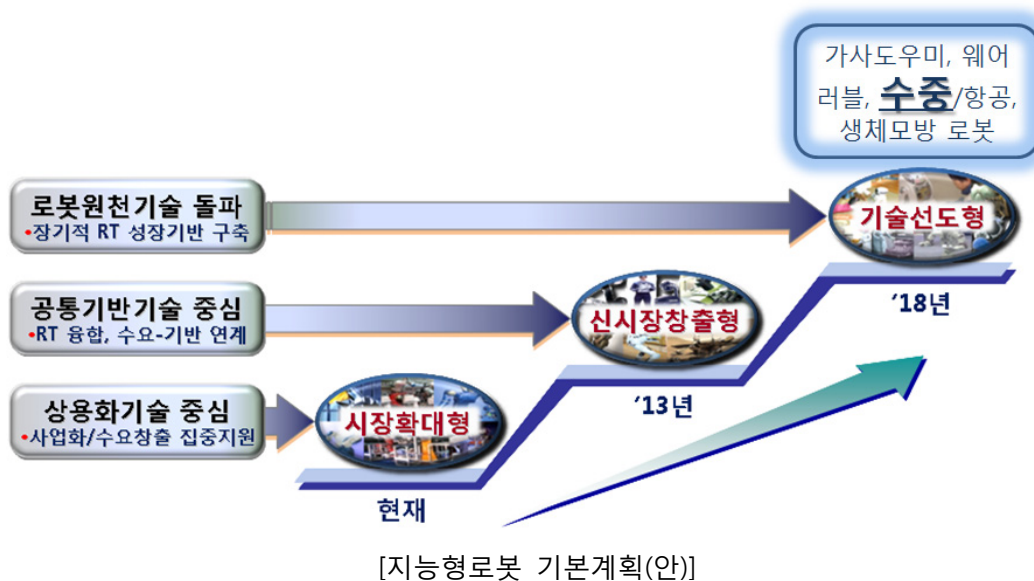 가사도우미, 웨어
러블, 수중/항공,
생체모방 로봇
로봇원천기술 돌파
•장기적 RT 성장기반 구축
기술선도형
'18년
공통기반기술 중심
•RT 융합, 수요-기반 연계
신시장창출형
'13년
상용화기술 중심
•사업화/수요창출 집중지원
시장확대형
현재
[지능형로봇 기본계획(안)]